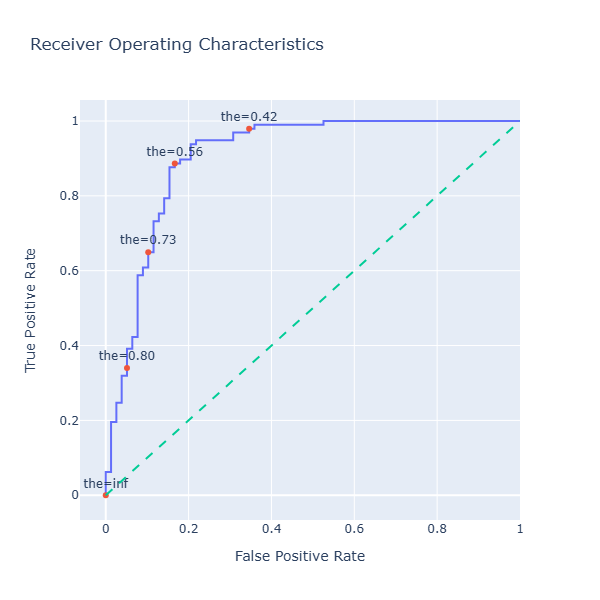 Receiver Operating Characteristics
True Positive Rate
1
0.8
0.6
0.4
0.2
0
the=0.42
the=0.56
the=0.73
the=0.80
the=inf
0
0.2
0.4
0.6
0.8
1
False Positive Rate